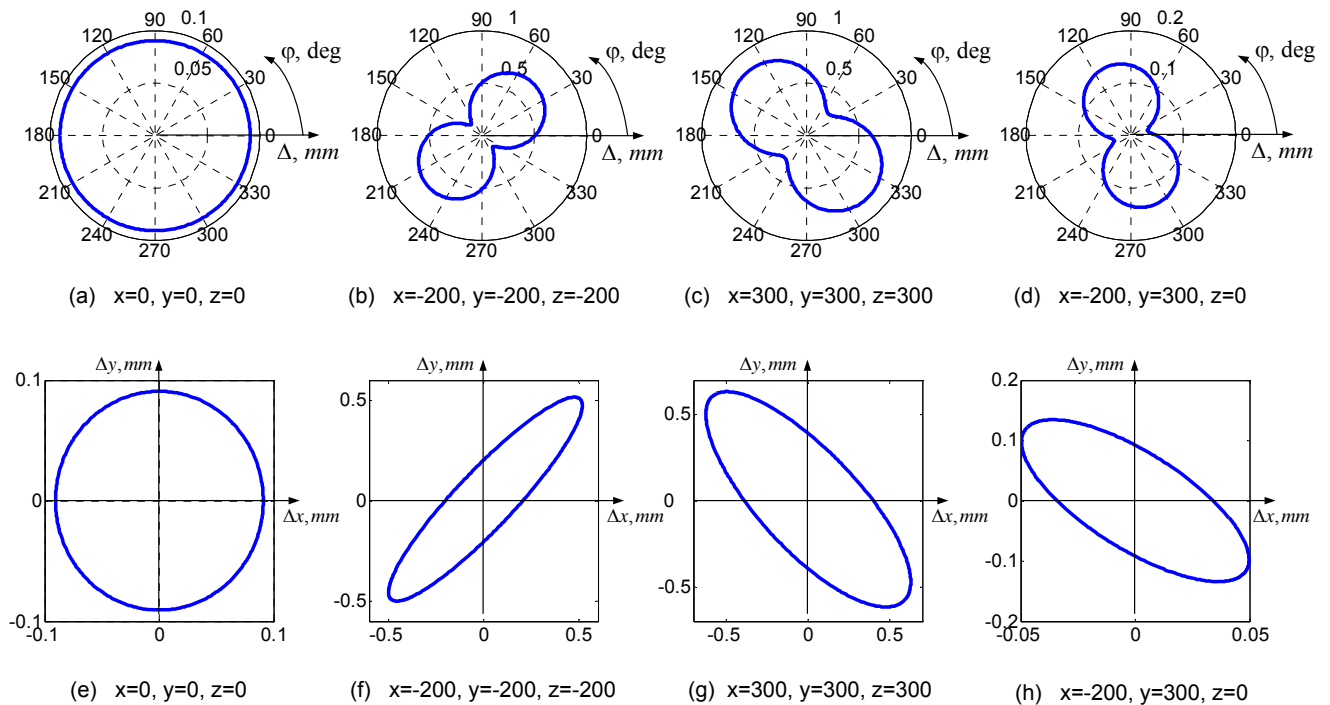 90 0.1
120 60
150 0.05 30
180 0
210 330
240 300
270
φ, deg
Δ, mm
(a) x=0, y=0, z=0
90 1
120 60
150 0.5 30
180 0
210 330
240 300
270
φ, deg
Δ, mm
(b) x=-200, y=-200, z=-200
90 1
120 60
150 0.5 30
180 0
210 330
240 300
270
φ, deg
Δ, mm
(c) x=300, y=300, z=300
90 0.2
120 60
150 0.1 30
180 0
210 330
240 300
270
φ, deg
Δ, mm
(d) x=-200, y=300, z=0
Δy, mm
0.1
0
-0.1
-0.1 0 0.1
Δx, mm
(e) x=0, y=0, z=0
Δy, mm
0.5
0
-0.5
-0.5 0 0.5
Δx, mm
(f) x=-200, y=-200, z=-200
Δy, mm
0.5
0
-0.5
-0.5 0 0.5
Δx, mm
(g) x=300, y=300, z=300
Δy, mm
0.2
0.1
0
-0.1
-0.2
-0.05 0 0.05
Δx, mm
(h) x=-200, y=300, z=0